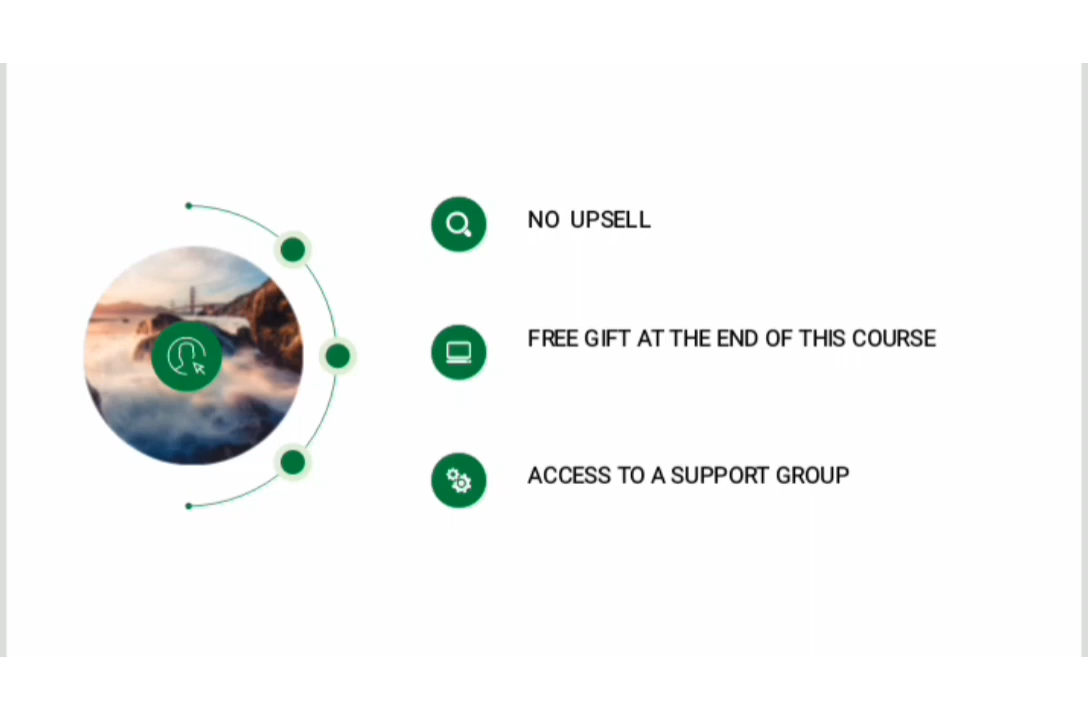 NO UPSELL
FREE GIFT AT THE END OF THIS COURSE
ACCESS TO A SUPPORT GROUP